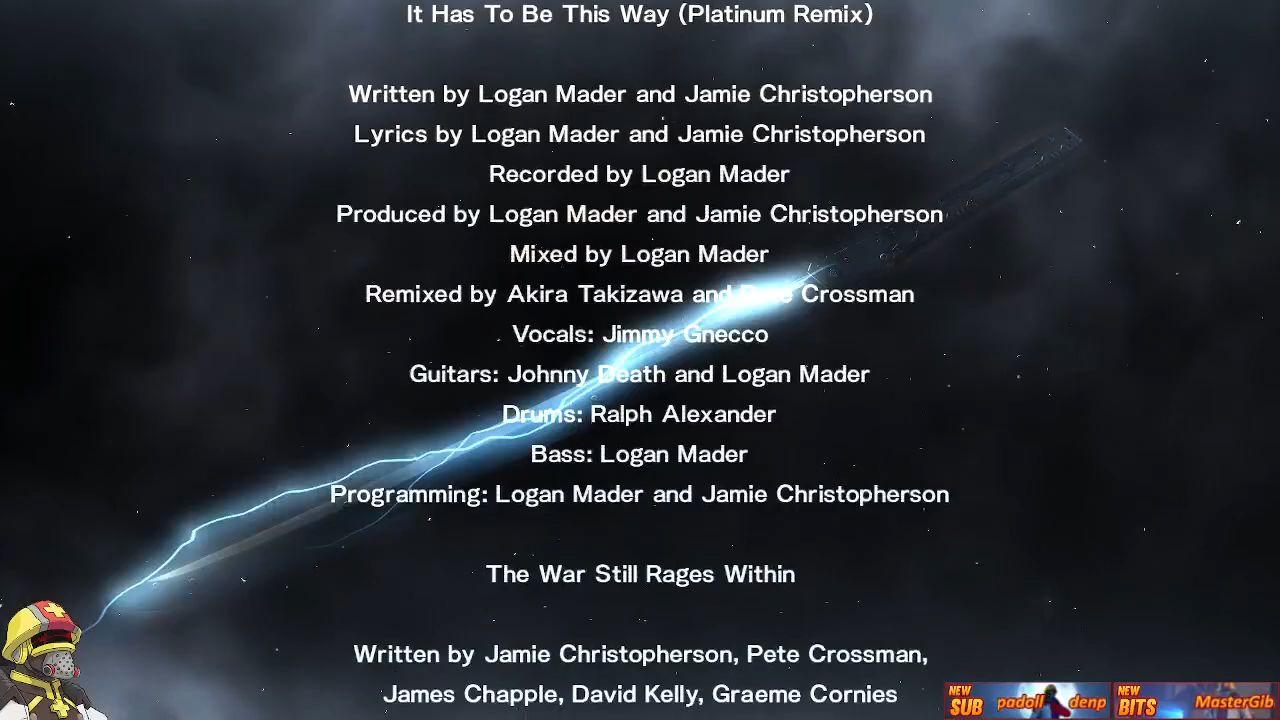 It Has To Be This Way (Platinum Remix)
Written by Logan Mader and Jamie Christopherson
Lyrics by Logan Mader and Jamie Christopherson
Recorded by Logan Mader
Produced by Logan Mader and Jamie Christopherson
Mixed by Logan Mader
Remixed by Akira Takizawa and Pete Crossman
Vocals: Jimmy Gnecco
Guitars: Johnny Death and Logan Mader
Drums: Ralph Alexander
Bass: Logan Mader
Programming: Logan Mader and Jamie Christopherson
The War Still Rages Within
Written by Jamie Christopherson, Pete Crossman,
James Chapple, David Kelly, Graeme Cornies
NEW SUB padoll denp
NEW BITS MasterGib